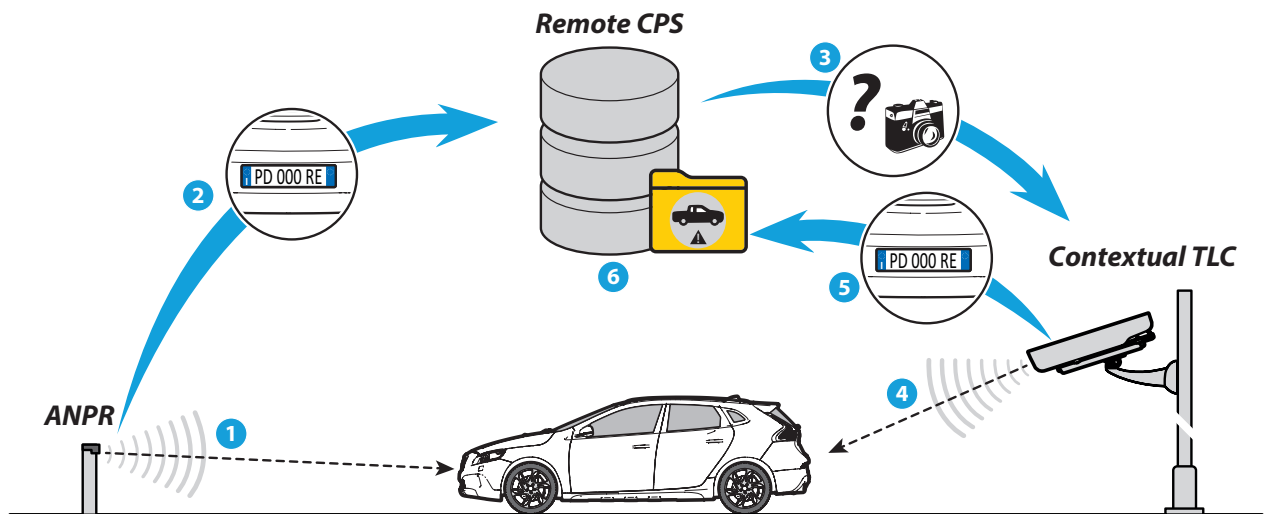 Remote CPS
3
2
I PD 000 RE
I PD 000 RE
6
5
Contextual TLC
ANPR
1
4